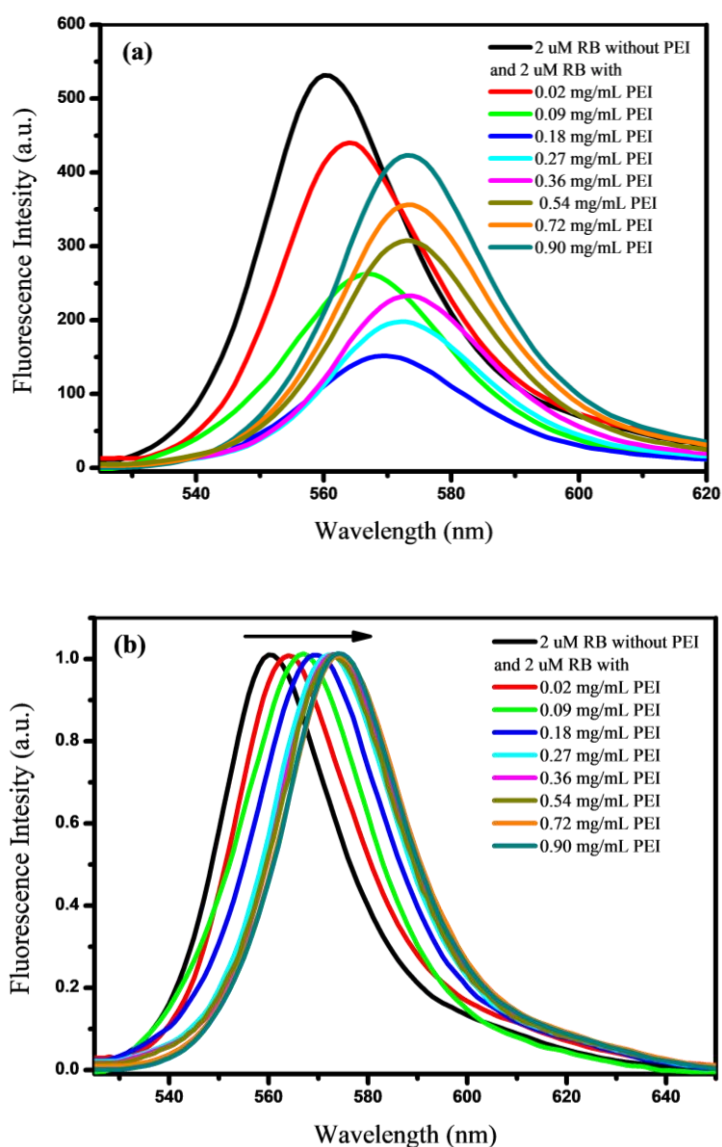 600
500
400
300
200
100
0
Fluorescence Intesity (a.u.)
(a)
2 uM RB without PEI
and 2 uM RB with
0.02 mg/mL PEI
0.09 mg/mL PEI
0.18 mg/mL PEI
0.27 mg/mL PEI
0.36 mg/mL PEI
0.54 mg/mL PEI
0.72 mg/mL PEI
0.90 mg/mL PEI
540 560 580 600 620
Wavelength (nm)
1.0
0.8
0.6
0.4
0.2
0.0
Fluorescence Intesity (a.u.)
(b)
2 uM RB without PEI
and 2 uM RB with
0.02 mg/mL PEI
0.09 mg/mL PEI
0.18 mg/mL PEI
0.27 mg/mL PEI
0.36 mg/mL PEI
0.54 mg/mL PEI
0.72 mg/mL PEI
0.90 mg/mL PEI
540 560 580 600 620 640
Wavelength (nm)